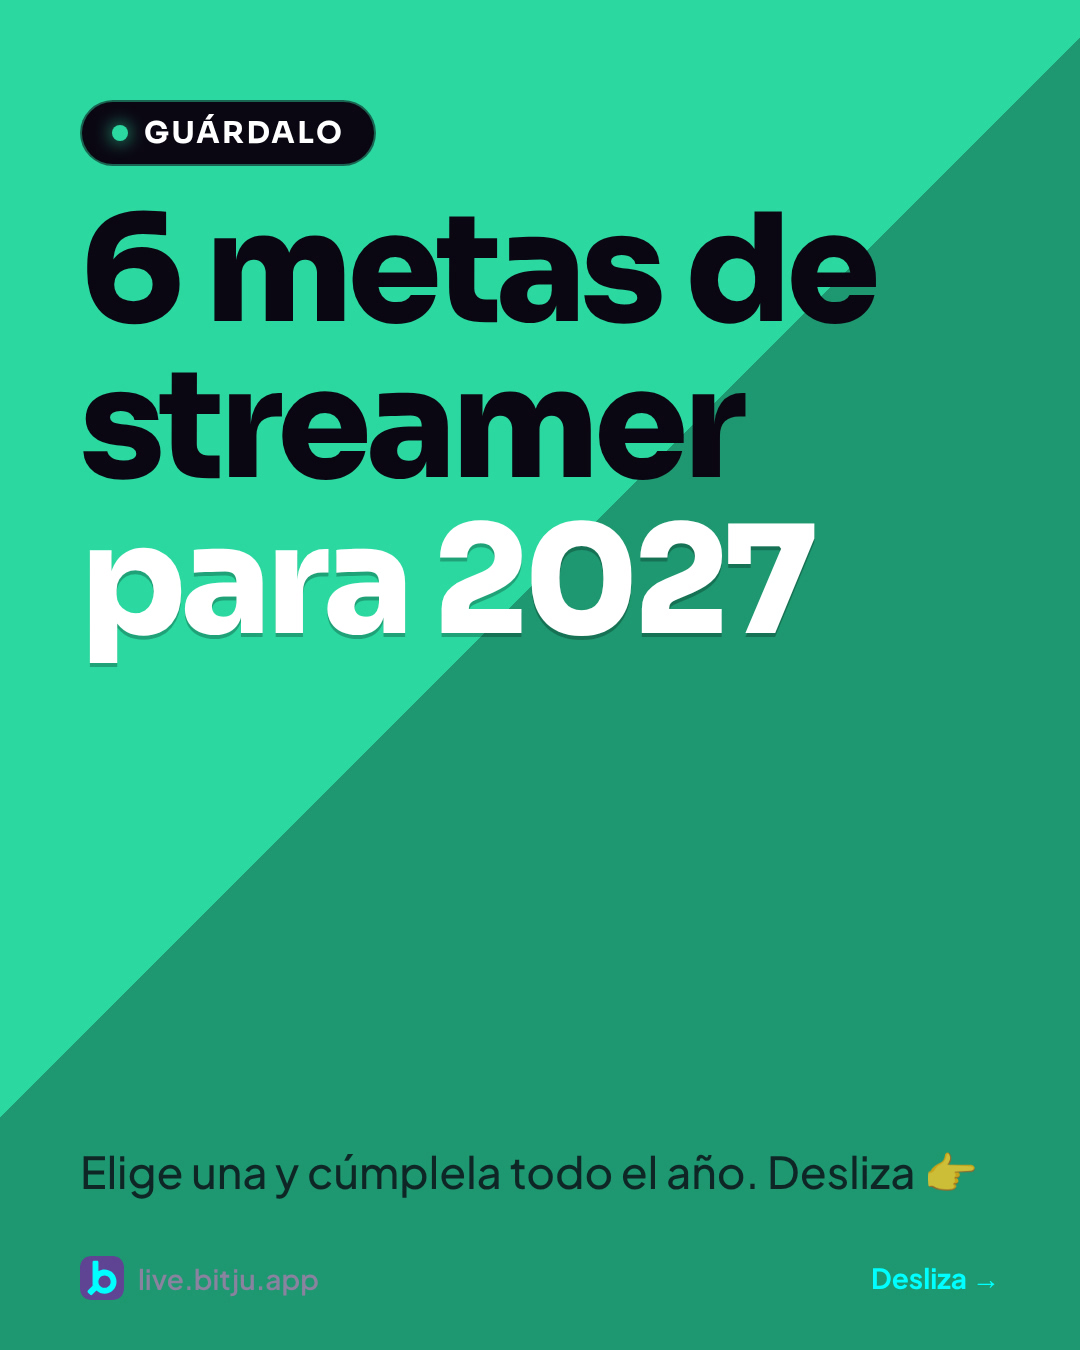 GUÁRDALO
6 metas de
streamer
para 2027
Elige una y cúmplela todo el año. Desliza 👉
live.bitju.app
Desliza →